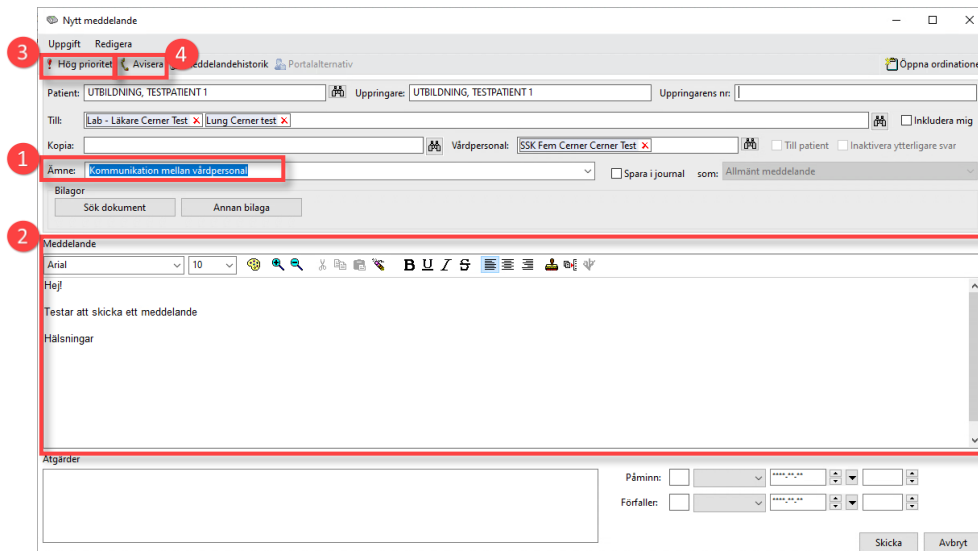 Nytt meddelande
Uppgift Redigera
3 4
Hög prioritet Avisera Meddelandehistorik Portalalternativ Öppna ordinatione
Patient: UTBILDNING, TESTPATIENT 1 Uppringare: UTBILDNING, TESTPATIENT 1 Uppringarens nr:
Till: Lab - Läkare Cerner Test Lung Cerner test Inkludera mig
Kopia: Vårdpersonal: SSK Fem Cerner Cerner Test Till patient Inaktivera ytterligare svar
1
Ämne: Kommunikation mellan vårdpersonal Spara i journal som: Allmänt meddelande
Bilagor
Sök dokument Annan bilaga
2
Meddelande
Arial 10 B U I S
Hej!
Testar att skicka ett meddelande
Hälsningar
Åtgärder
Påminn: ****-**-**
Förfaller: ****-**-**
Skicka Avbryt